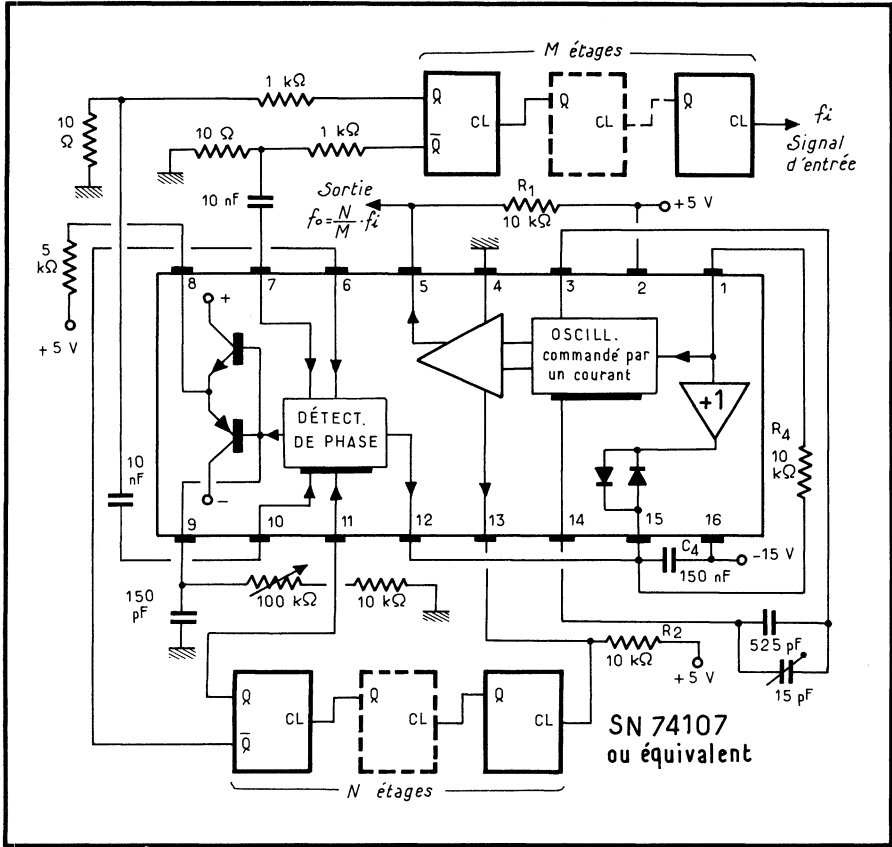 M étages
1 kΩ
Q
Q
Q
10 Ω
CL
CL
CL
fi
Signal d'entrée
10 Ω
1 kΩ
Q̄
10 nF
Sortie
fo = N/M · fi
R1
10 kΩ
+5 V
5 kΩ
+5 V
8
7
6
5
4
3
2
1
+
OSCILL.
commandé par
un courant
+1
DÉTECT.
DE PHASE
R4
10 kΩ
10 nF
−
9
10
11
12
13
14
15
16
C4
150 nF
-15 V
150 pF
100 kΩ
10 kΩ
R2
10 kΩ
+5 V
525 pF
15 pF
Q
Q
Q
CL
CL
CL
Q̄
SN 74107
ou équivalent
N étages